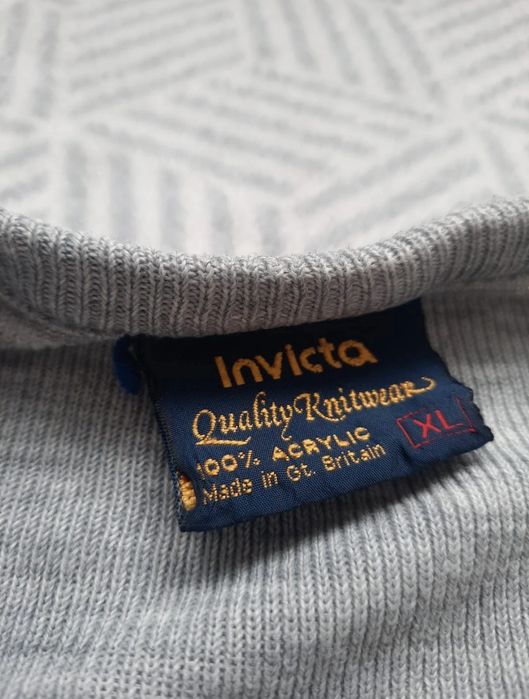 Invicta
Quality Knitwear
XL
100% ACRYLIC
Made in Gt. Britain